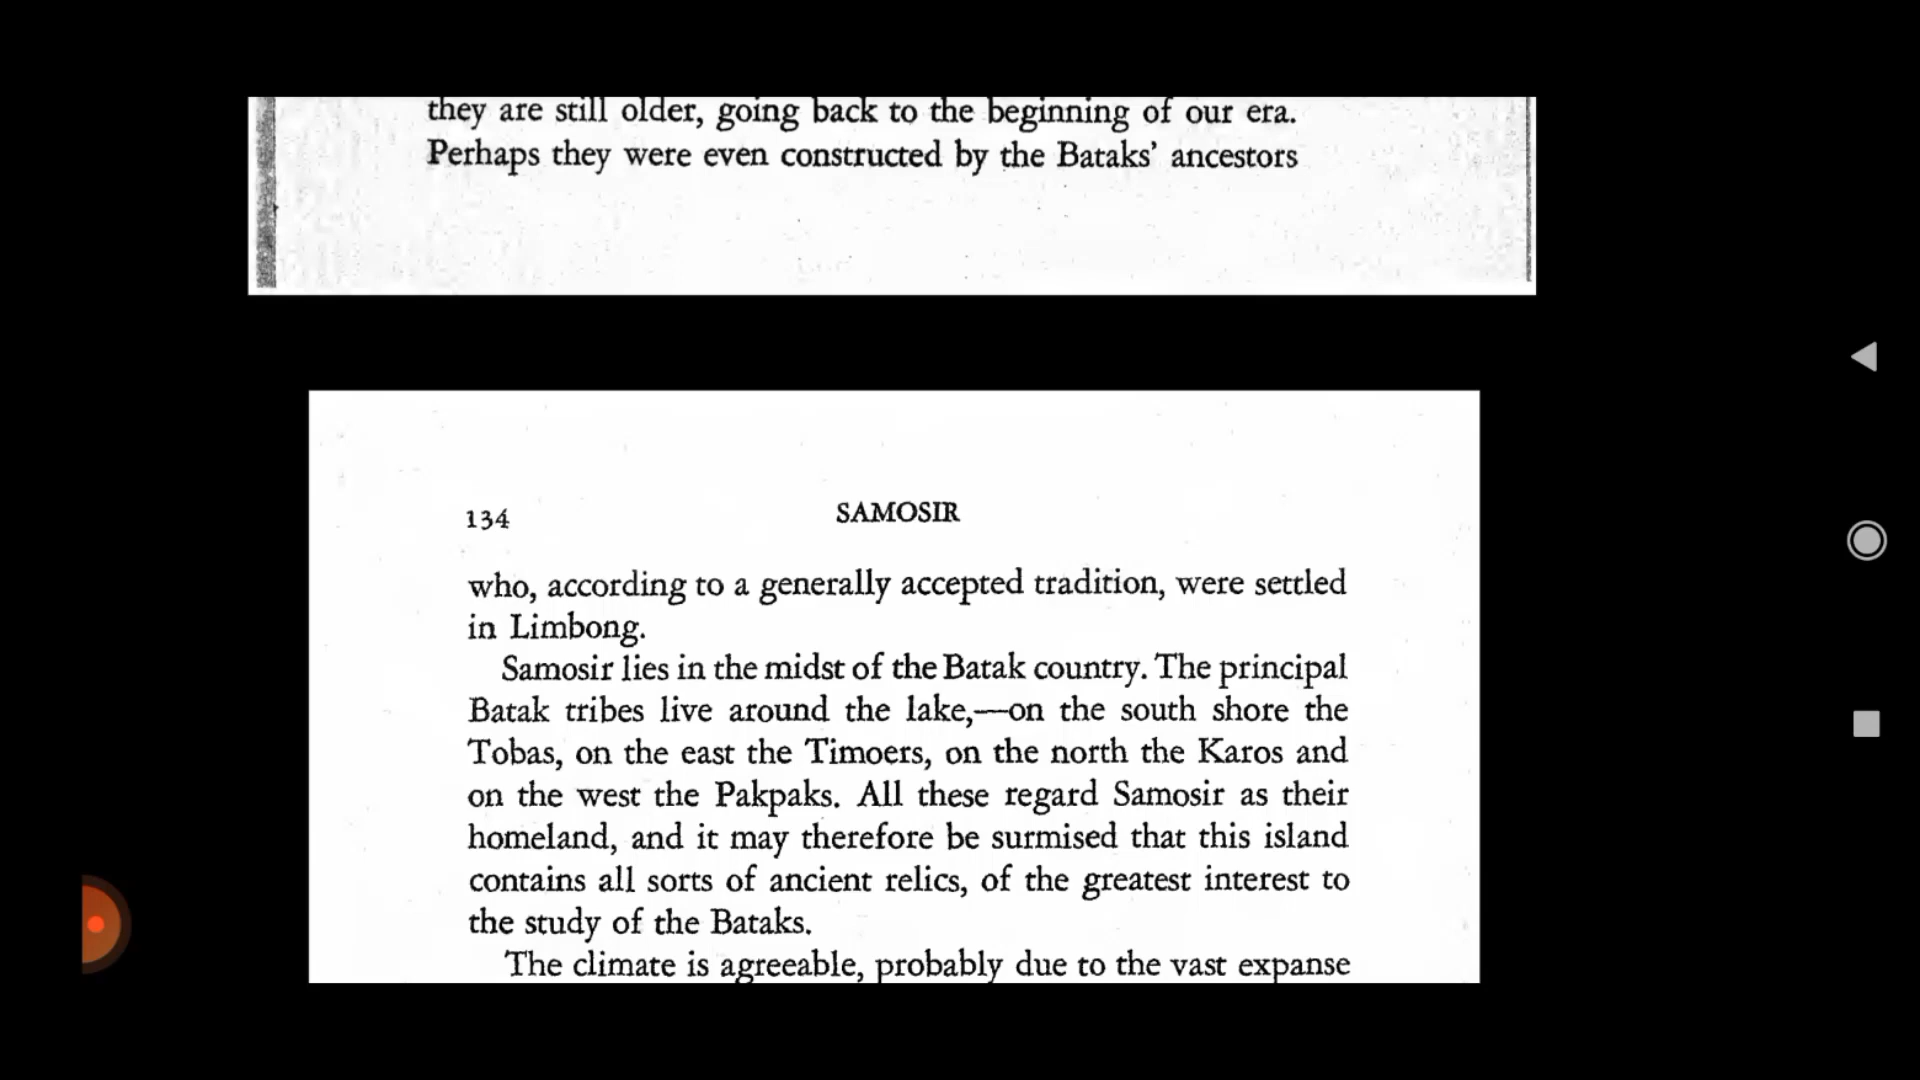 they are still older, going back to the beginning of our era.
Perhaps they were even constructed by the Bataks' ancestors
134
SAMOSIR
who, according to a generally accepted tradition, were settled
in Limbong.
Samosir lies in the midst of the Batak country. The principal
Batak tribes live around the lake,—on the south shore the
Tobas, on the east the Timoers, on the north the Karos and
on the west the Pakpaks. All these regard Samosir as their
homeland, and it may therefore be surmised that this island
contains all sorts of ancient relics, of the greatest interest to
the study of the Bataks.
The climate is agreeable, probably due to the vast expanse